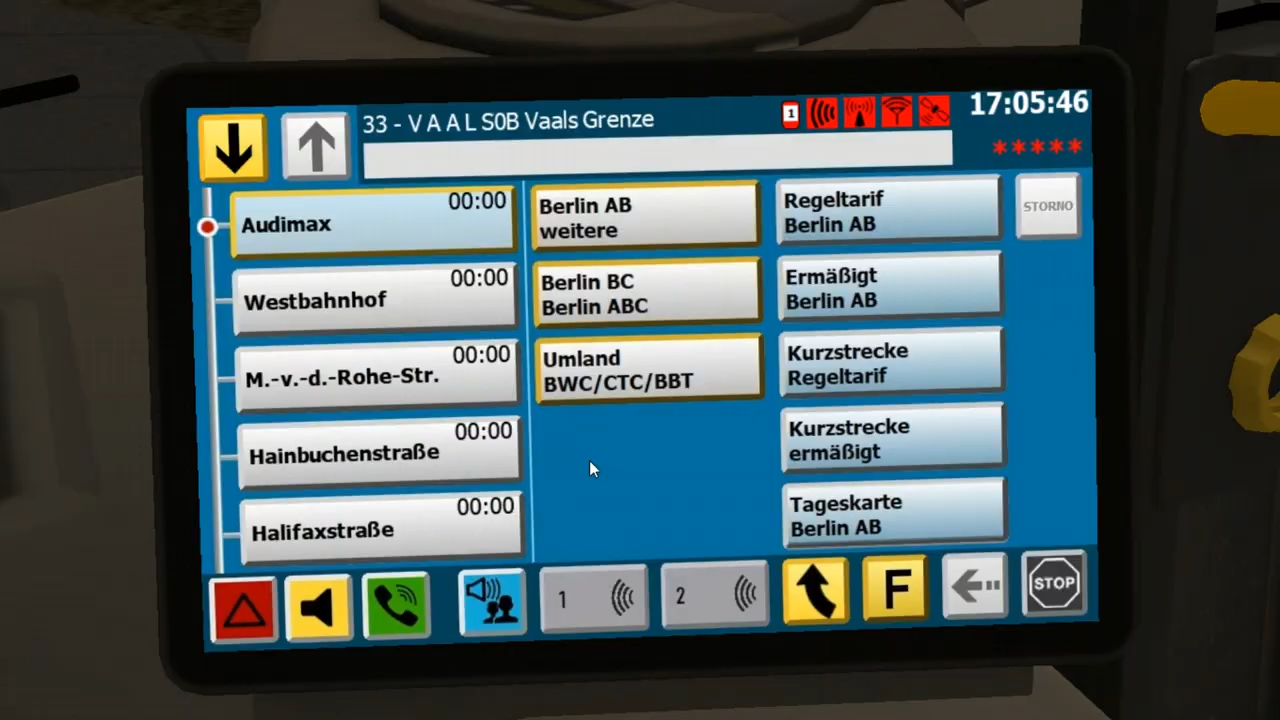 33 - V A A L S0B Vaals Grenze
1
17:05:46
*****
Audimax
00:00
Westbahnhof
00:00
M.-v.-d.-Rohe-Str.
00:00
Hainbuchenstraße
00:00
Halifaxstraße
00:00
Berlin AB
weitere
Berlin BC
Berlin ABC
Umland
BWC/CTC/BBT
Regeltarif
Berlin AB
Ermäßigt
Berlin AB
Kurzstrecke
Regeltarif
Kurzstrecke
ermäßigt
Tageskarte
Berlin AB
STORNO
1
2
F
STOP